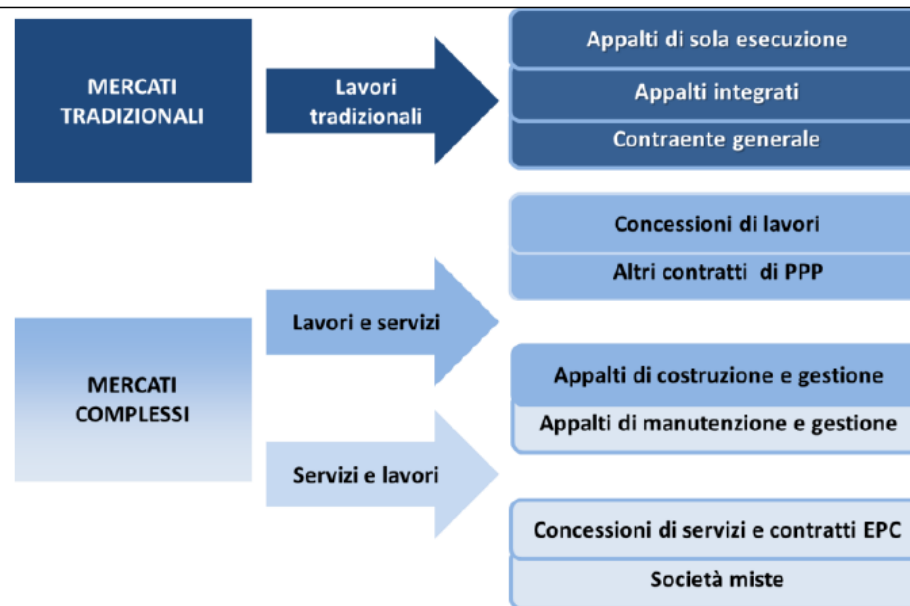 MERCATI
TRADIZIONALI
Lavori
tradizionali
Appalti di sola esecuzione
Appalti integrati
Contraente generale
MERCATI
COMPLESSI
Lavori e servizi
Servizi e lavori
Concessioni di lavori
Altri contratti di PPP
Appalti di costruzione e gestione
Appalti di manutenzione e gestione
Concessioni di servizi e contratti EPC
Società miste